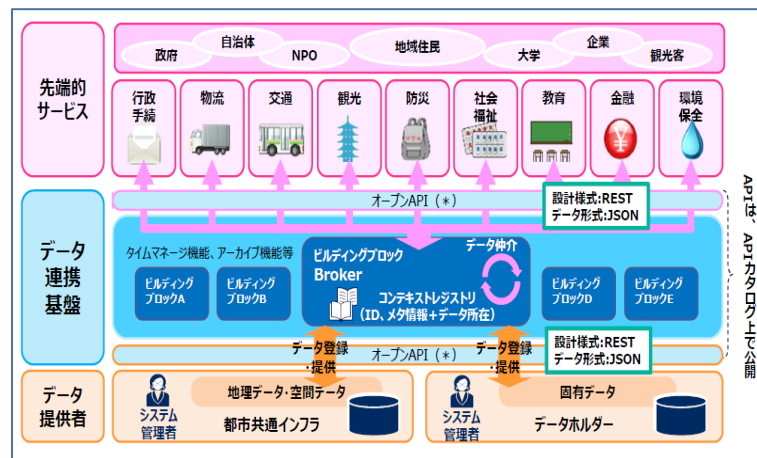 先端的
サービス
政府
自治体
NPO
地域住民
大学
企業
観光客
行政
手続
物流
交通
観光
防災
社会
福祉
教育
金融
環境
保全
オープンAPI（＊）
設計様式:REST
データ形式:JSON
データ
連携
基盤
タイムマネージ機能、アーカイブ機能等
ビルディング
ブロックA
ビルディング
ブロックB
ビルディングブロック
Broker
データ仲介
コンテキストレジストリ
（ID、メタ情報＋データ所在）
ビルディング
ブロックD
ビルディング
ブロックE
データ登録
・提供
オープンAPI（＊）
データ登録
・提供
設計様式:REST
データ形式:JSON
APIは、APIカタログ上で公開
データ
提供者
システム
管理者
地理データ・空間データ
都市共通インフラ
システム
管理者
固有データ
データホルダー